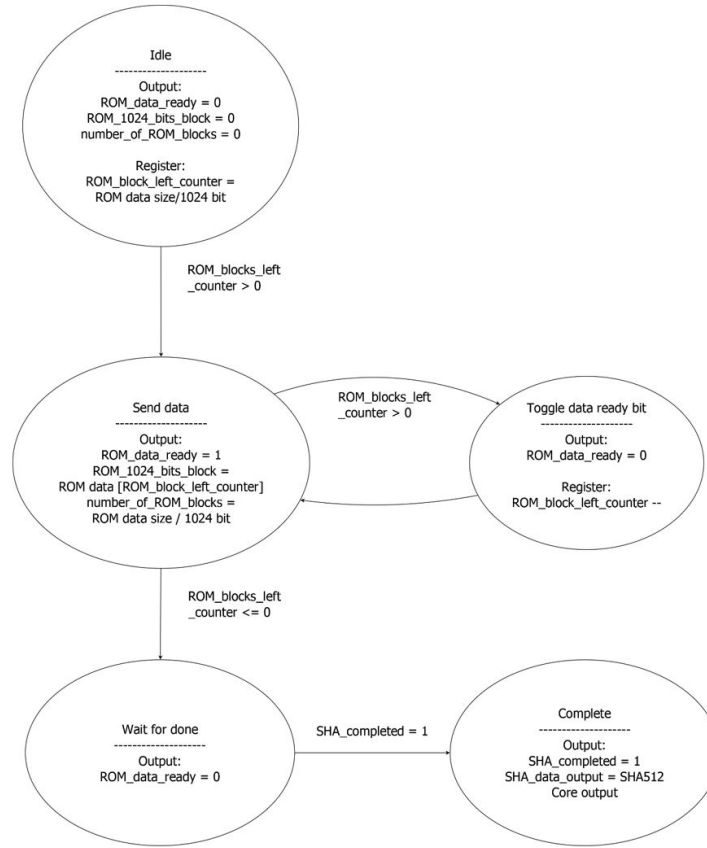 Idle
--------------------
Output:
ROM_data_ready = 0
ROM_1024_bits_block = 0
number_of_ROM_blocks = 0
Register:
ROM_block_left_counter =
ROM data size/1024 bit
ROM_blocks_left
_counter > 0
Send data
--------------------
Output:
ROM_data_ready = 1
ROM_1024_bits_block =
ROM data [ROM_block_left_counter]
number_of_ROM_blocks =
ROM data size / 1024 bit
ROM_blocks_left
_counter > 0
Toggle data ready bit
--------------------
Output:
ROM_data_ready = 0
Register:
ROM_block_left_counter --
ROM_blocks_left
_counter <= 0
Wait for done
--------------------
Output:
ROM_data_ready = 0
SHA_completed = 1
Complete
--------------------
Output:
SHA_completed = 1
SHA_data_output = SHA512
Core output